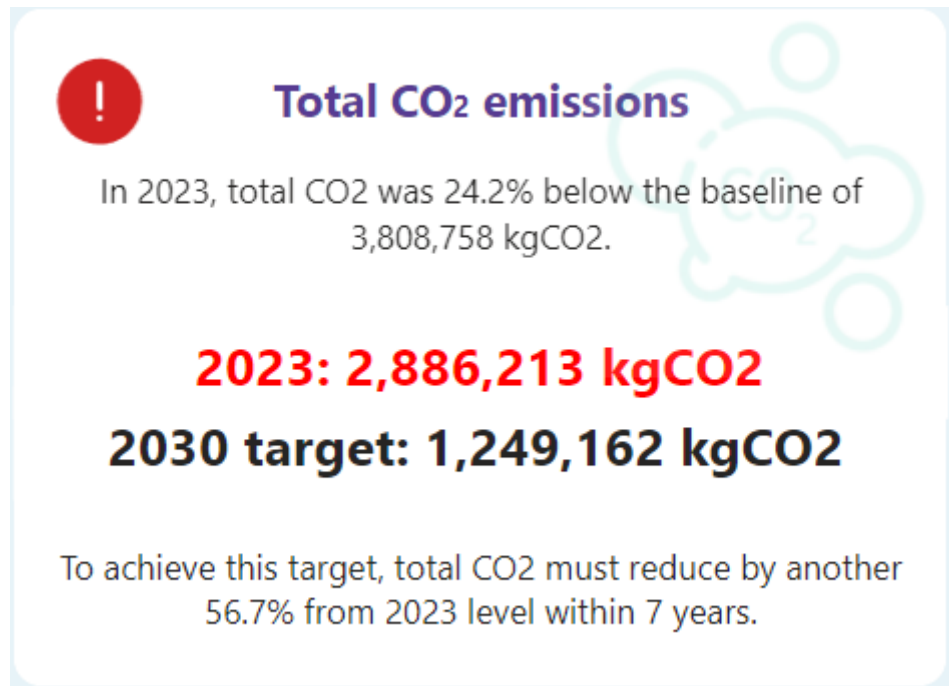 !
Total CO2 emissions
CO2
In 2023, total CO2 was 24.2% below the baseline of
3,808,758 kgCO2.
2023: 2,886,213 kgCO2
2030 target: 1,249,162 kgCO2
To achieve this target, total CO2 must reduce by another
56.7% from 2023 level within 7 years.